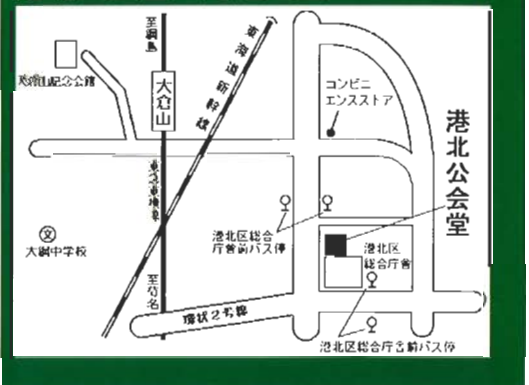 至綱島
東海道新幹線
大倉山記念会館
大倉山
コンビニ
エンスストア
港北公会堂
東急東横線
大綱中学校
港北区総合
庁舎前バス停
港北区
総合庁舎
至菊名
環状2号線
港北区総合庁舎前バス停